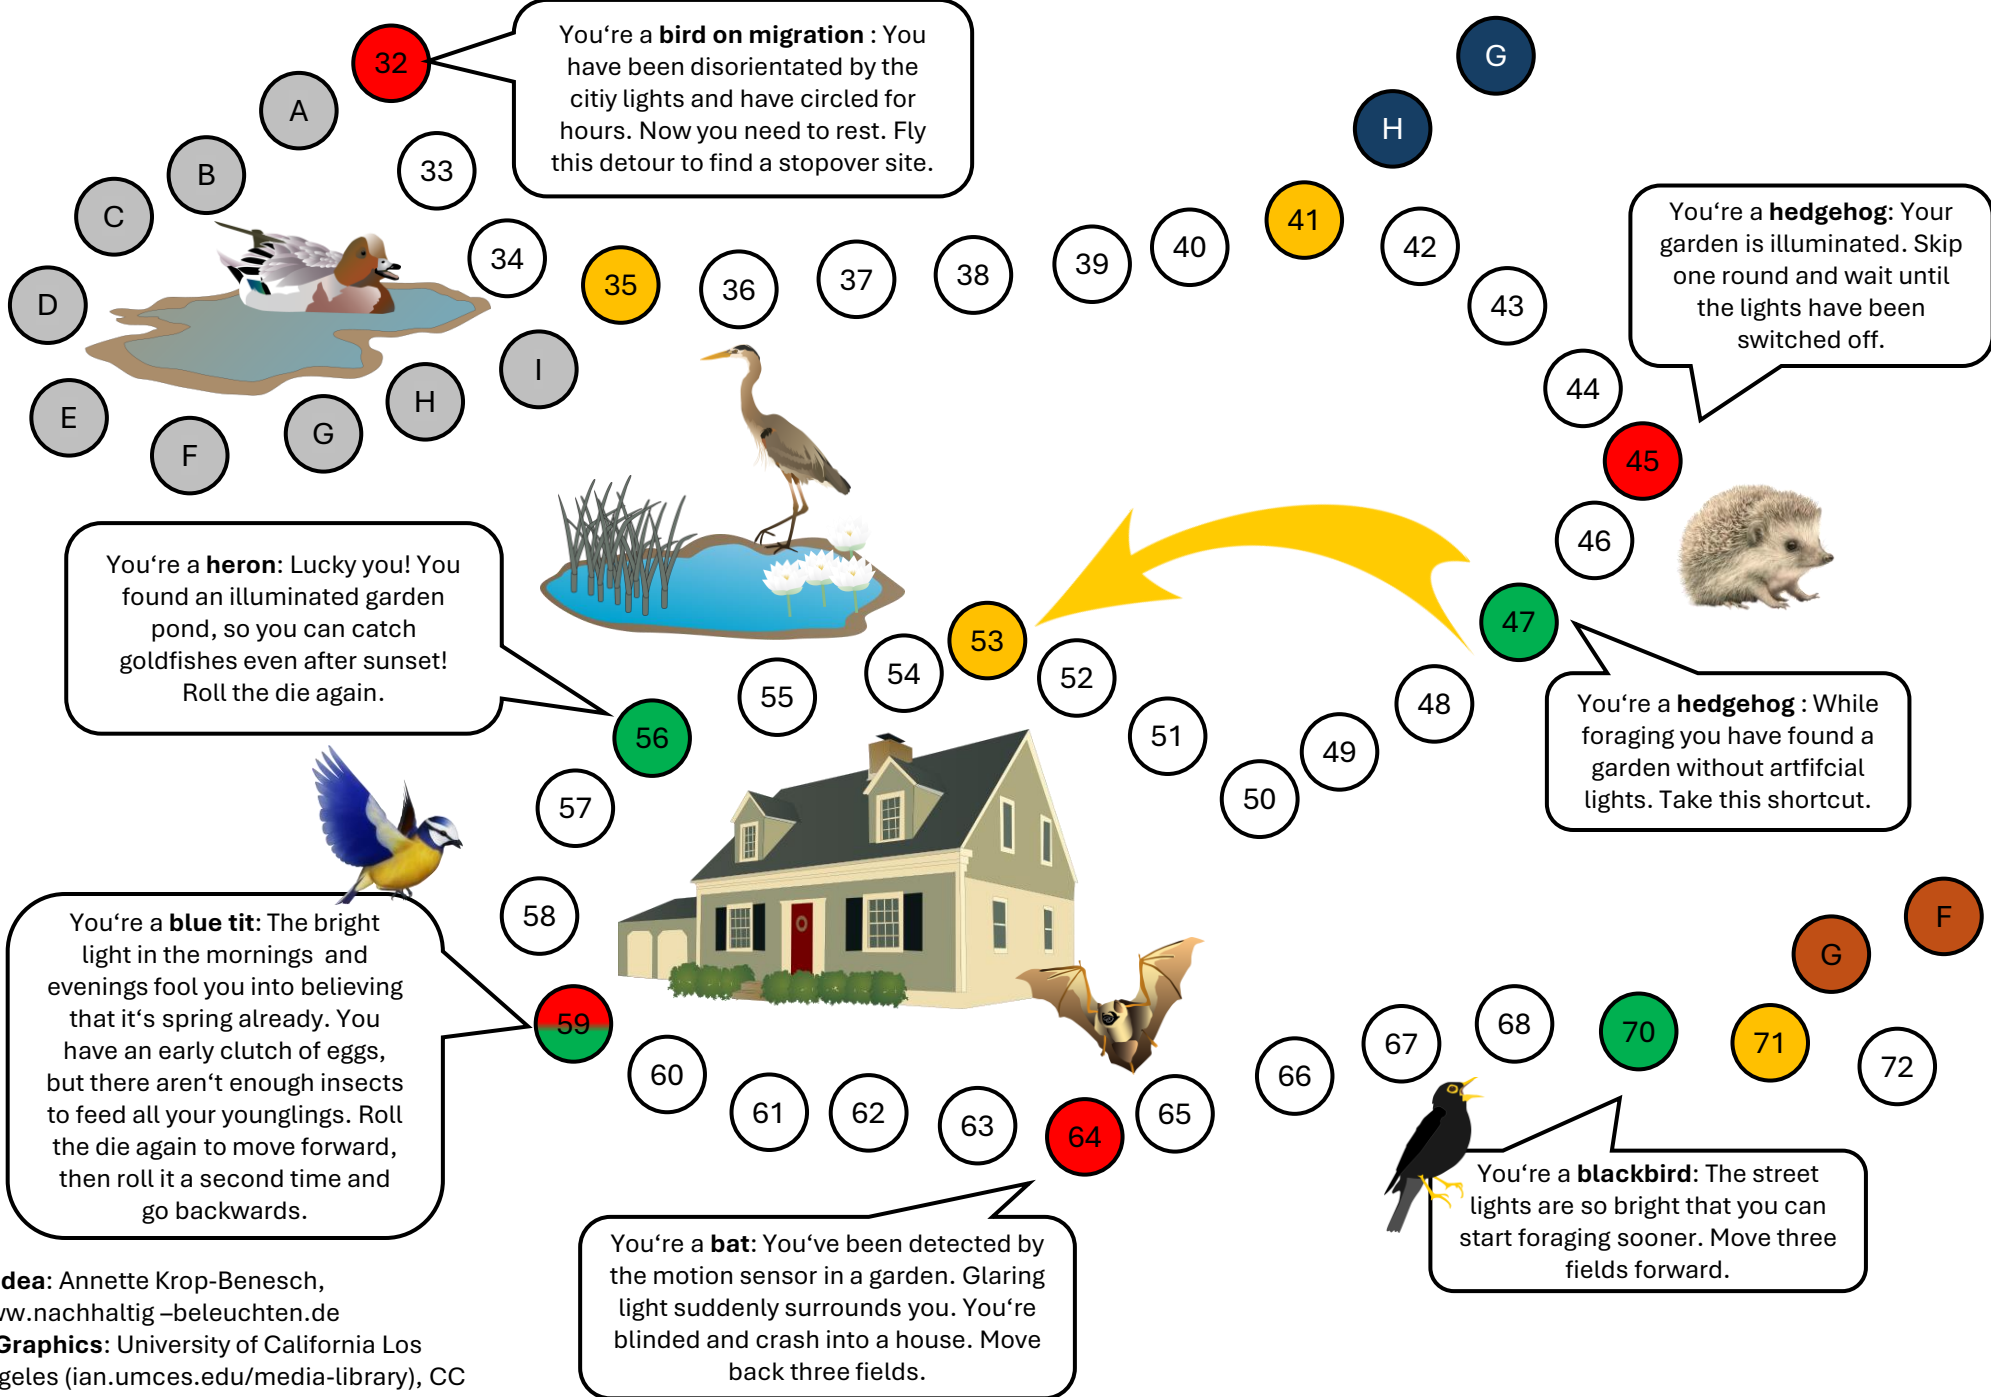 32
A
B
C
D
E
F
G
H
I
33
34
35
36
37
38
39
40
41
H
G
42
43
44
45
46
47
48
49
50
51
52
53
54
55
56
57
58
59
60
61
62
63
64
65
66
67
68
70
71
72
G
F
You‘re a bird on migration : You
have been disorientated by the
citiy lights and have circled for
hours. Now you need to rest. Fly
this detour to find a stopover site.
You‘re a hedgehog: Your
garden is illuminated. Skip
one round and wait until
the lights have been
switched off.
You‘re a heron: Lucky you! You
found an illuminated garden
pond, so you can catch
goldfishes even after sunset!
Roll the die again.
You‘re a hedgehog : While
foraging you have found a
garden without artfifcial
lights. Take this shortcut.
You‘re a blue tit: The bright
light in the mornings and
evenings fool you into believing
that it‘s spring already. You
have an early clutch of eggs,
but there aren‘t enough insects
to feed all your younglings. Roll
the die again to move forward,
then roll it a second time and
go backwards.
You‘re a bat: You‘ve been detected by
the motion sensor in a garden. Glaring
light suddenly surrounds you. You‘re
blinded and crash into a house. Move
back three fields.
You‘re a blackbird: The street
lights are so bright that you can
start foraging sooner. Move three
fields forward.
dea: Annette Krop-Benesch,
w.nachhaltig –beleuchten.de
Graphics: University of California Los
geles (ian.umces.edu/media-library), CC